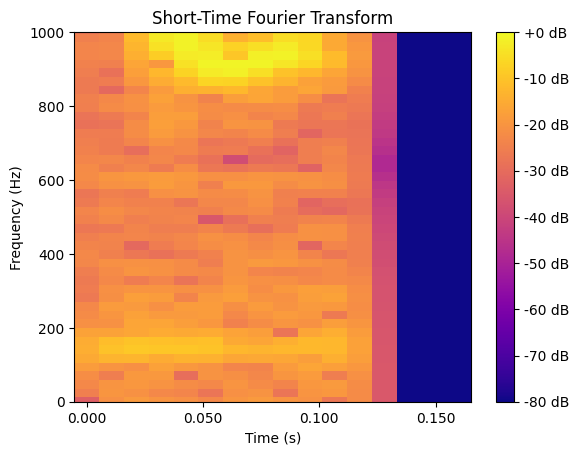 Short-Time Fourier Transform
1000
800
600
400
200
0
Frequency (Hz)
0.000
0.050
0.100
0.150
Time (s)
+0 dB
-10 dB
-20 dB
-30 dB
-40 dB
-50 dB
-60 dB
-70 dB
-80 dB